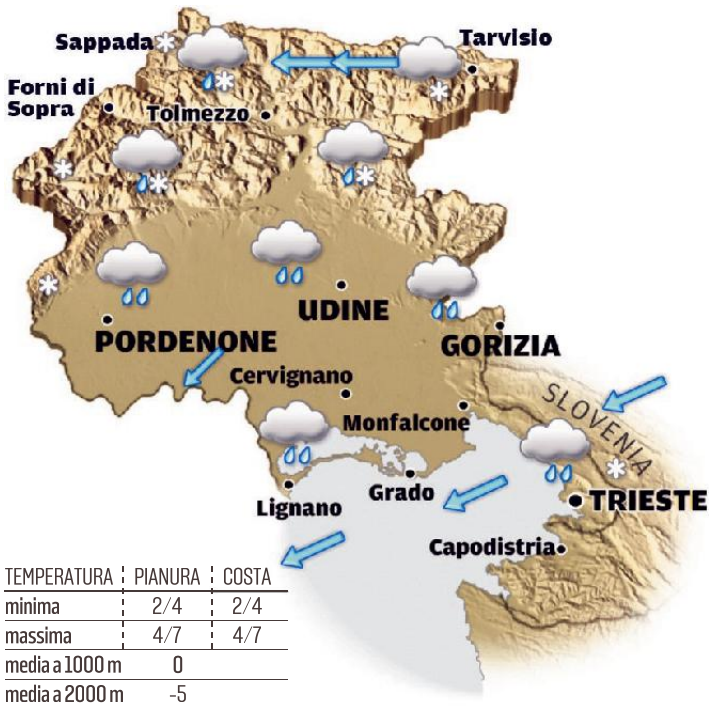 Sappada
Tarvisio
Forni di
Sopra
Tolmezzo
UDINE
PORDENONE
GORIZIA
Cervignano
SLOVENIA
Monfalcone
Grado
Lignano
TRIESTE
Capodistria
TEMPERATURA PIANURA COSTA
minima 2/4 2/4
massima 4/7 4/7
media a 1000 m 0
media a 2000 m -5